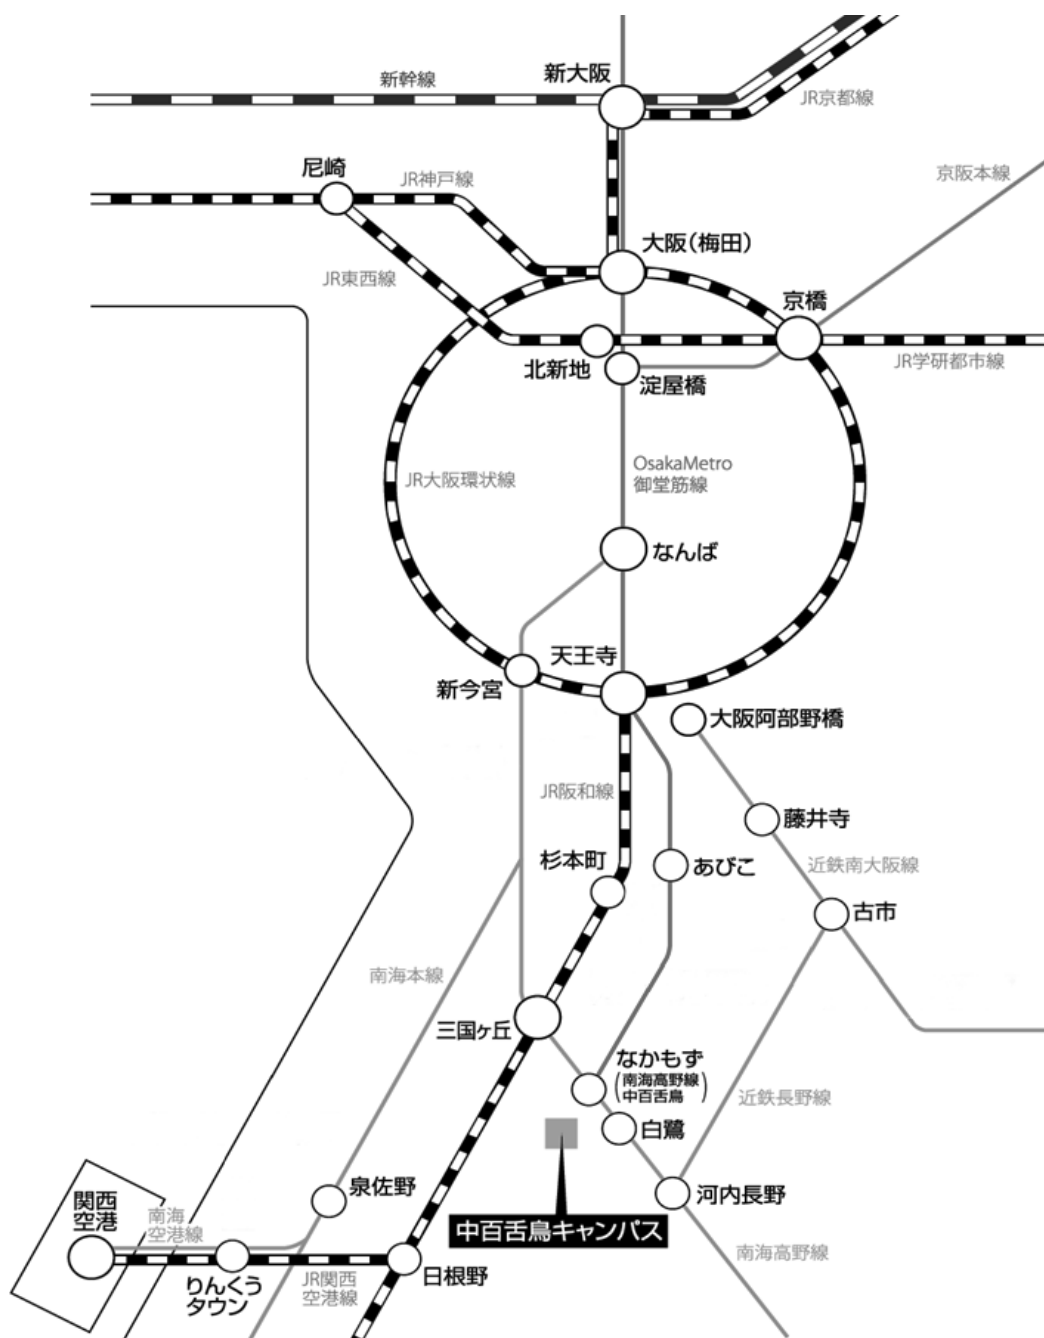 新幹線
新大阪
JR京都線
尼崎
JR神戸線
京阪本線
大阪（梅田）
JR東西線
京橋
北新地
淀屋橋
JR学研都市線
JR大阪環状線
OsakaMetro
御堂筋線
なんば
天王寺
新今宮
大阪阿部野橋
JR阪和線
藤井寺
杉本町
あびこ
近鉄南大阪線
古市
南海本線
三国ヶ丘
なかもず
（南海高野線
中百舌鳥）
近鉄長野線
白鷺
泉佐野
河内長野
関西
空港
南海
空港線
中百舌鳥キャンパス
南海高野線
りんくう
タウン
JR関西
空港線
日根野